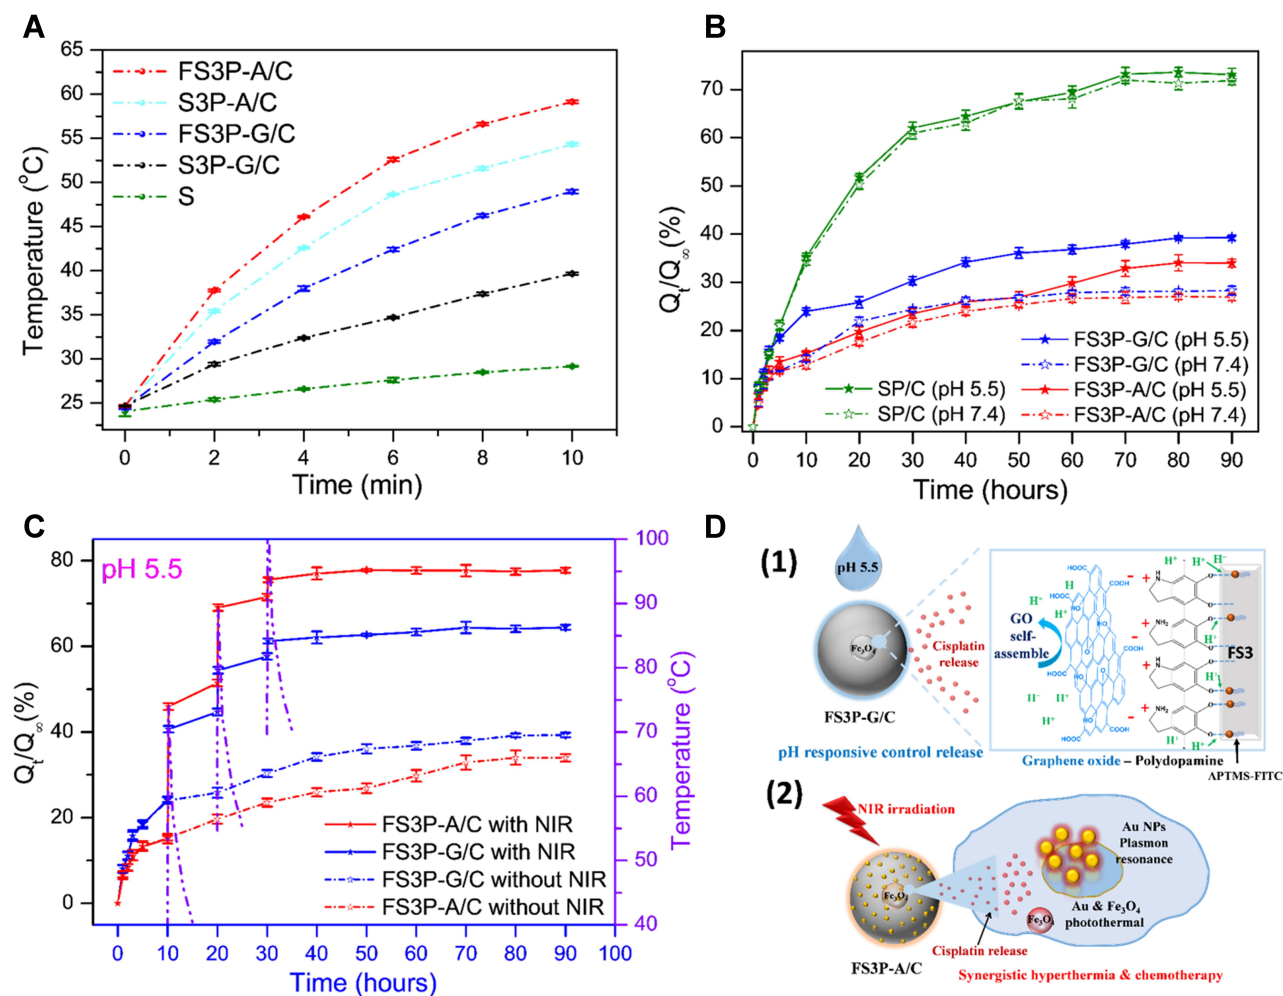 A
65
60
55
50
45
40
35
30
25
Temperature (°C)
FS3P-A/C
S3P-A/C
FS3P-G/C
S3P-G/C
S
0 2 4 6 8 10
Time (min)
B
70
60
50
40
30
20
10
0
Qt/Q∞(%)
FS3P-G/C (pH 5.5)
FS3P-G/C (pH 7.4)
SP/C (pH 5.5) FS3P-A/C (pH 5.5)
SP/C (pH 7.4) FS3P-A/C (pH 7.4)
0 10 20 30 40 50 60 70 80 90
Time (hours)
C
pH 5.5
80
60
40
20
0
Qt/Q∞(%)
100
90
80
70
60
50
40
Temperature (°C)
FS3P-A/C with NIR
FS3P-G/C with NIR
FS3P-G/C without NIR
FS3P-A/C without NIR
0 10 20 30 40 50 60 70 80 90 100
Time (hours)
D
(1)
pH 5.5
Fe3O4
Cisplatin
release
FS3P-G/C
pH responsive control release
GO
self-
assemble
HOOC
COOH
FS3
Graphene oxide – Polydopamine
APTMS-FITC
(2)
NIR irradiation
Fe3O4
FS3P-A/C
Cisplatin release
Au NPs
Plasmon
resonance
Au & Fe3O4
photothermal
Fe3O4
Synergistic hyperthermia & chemotherapy